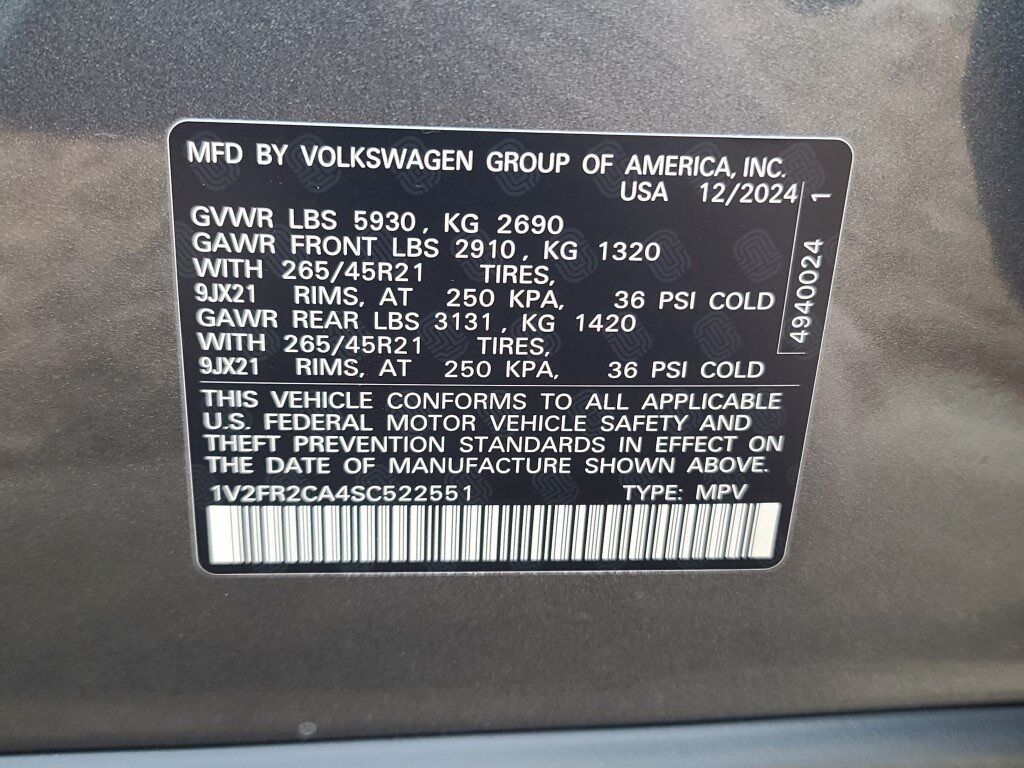 MFD BY VOLKSWAGEN GROUP OF AMERICA, INC.
USA 12/2024
GVWR LBS 5930, KG 2690
GAWR FRONT LBS 2910, KG 1320
WITH 265/45R21 TIRES,
9JX21 RIMS, AT 250 KPA, 36 PSI COLD
GAWR REAR LBS 3131, KG 1420
WITH 265/45R21 TIRES,
9JX21 RIMS, AT 250 KPA, 36 PSI COLD
THIS VEHICLE CONFORMS TO ALL APPLICABLE
U.S. FEDERAL MOTOR VEHICLE SAFETY AND
THEFT PREVENTION STANDARDS IN EFFECT ON
THE DATE OF MANUFACTURE SHOWN ABOVE.
1V2FR2CA4SC522551 TYPE: MPV
4940024 1